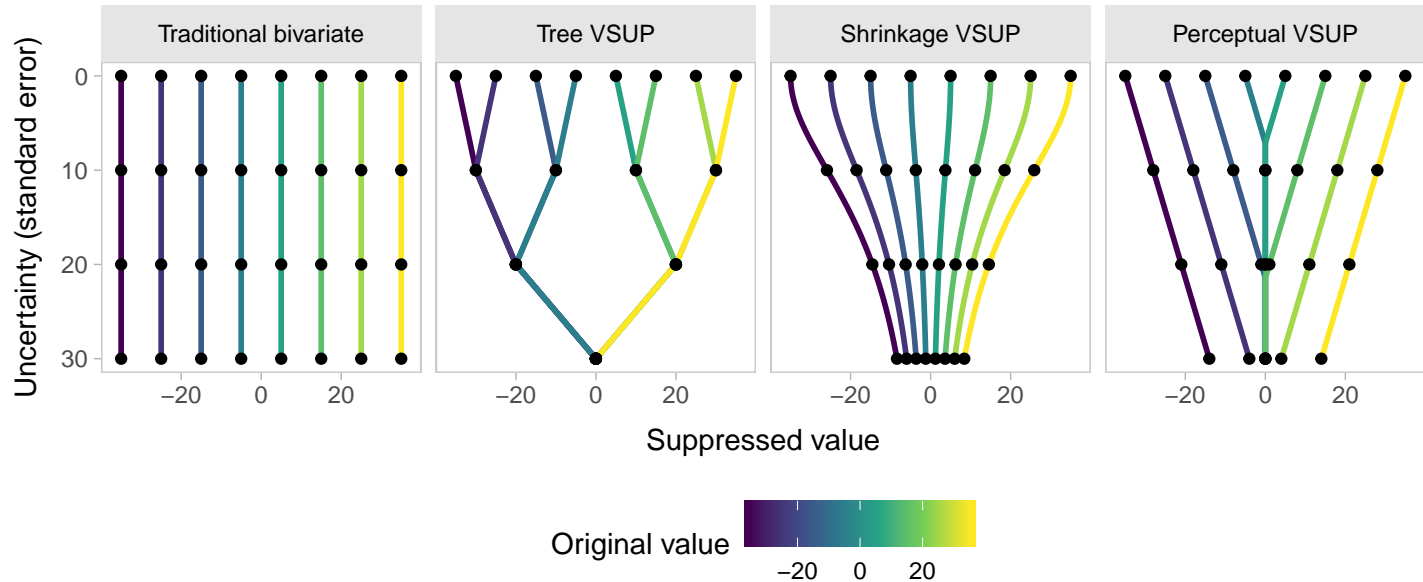 Traditional bivariate
Tree VSUP
Shrinkage VSUP
Perceptual VSUP
Uncertainty (standard error)
0
10
20
30
−20 0 20
−20 0 20
−20 0 20
−20 0 20
Suppressed value
Original value
−20 0 20